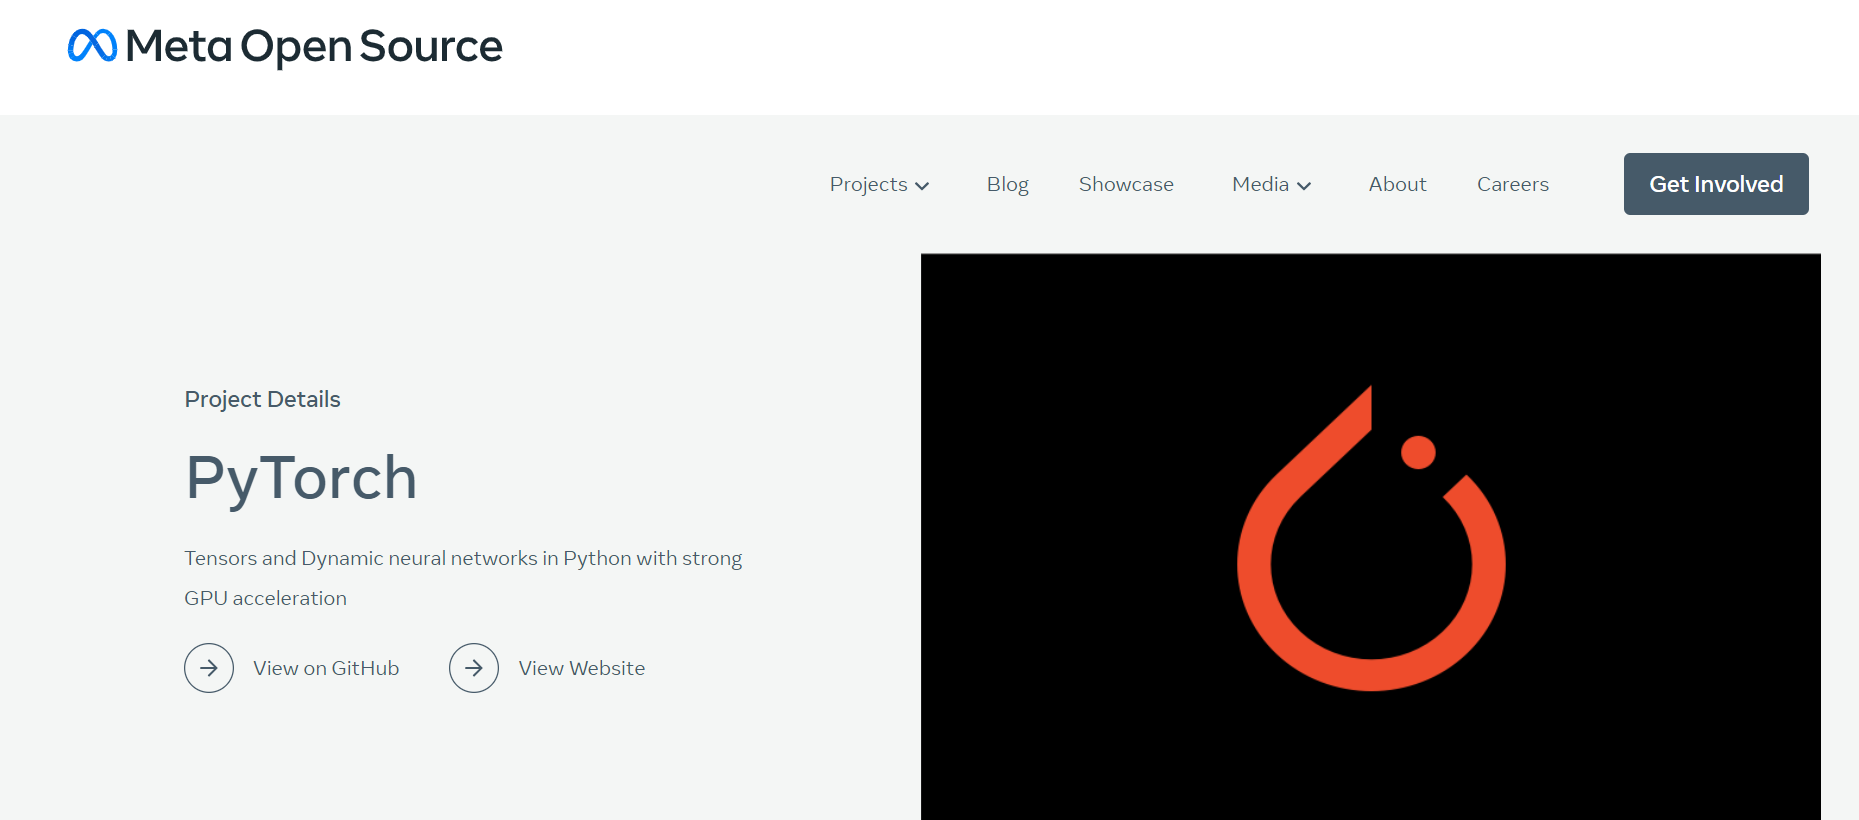 Meta Open Source
Projects Blog Showcase Media About Careers Get Involved
Project Details
PyTorch
Tensors and Dynamic neural networks in Python with strong
GPU acceleration
View on GitHub View Website